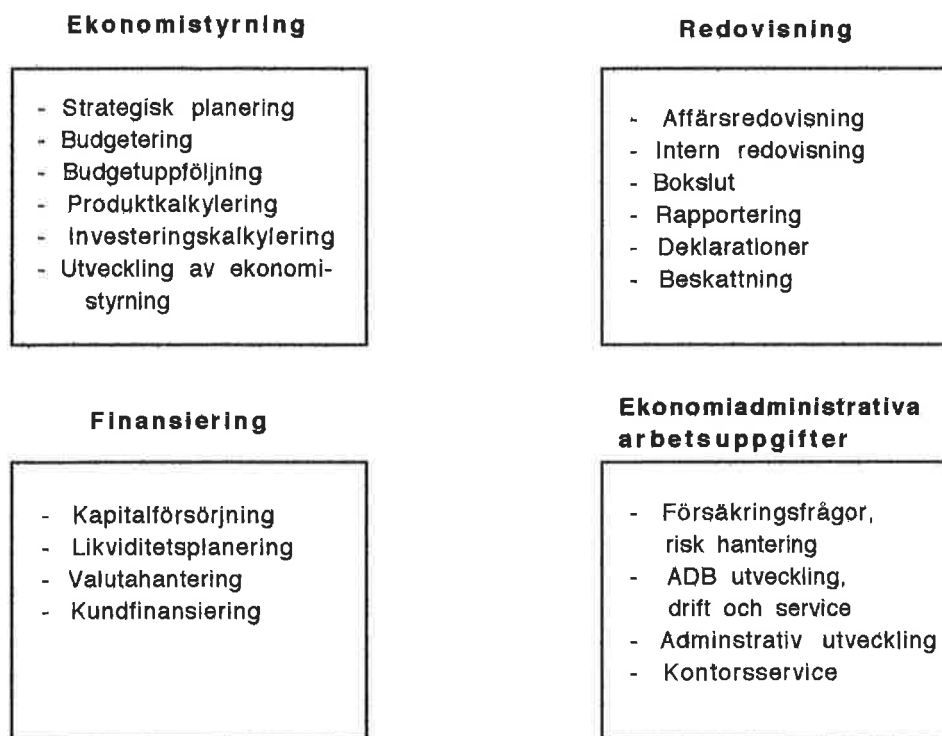 Ekonomistyrning
- Strategisk planering
- Budgetering
- Budgetuppföljning
- Produktkalkylering
- Investeringskalkylering
- Utveckling av ekonomi-
styrning
Redovisning
- Affärsredovisning
- Intern redovisning
- Bokslut
- Rapportering
- Deklarationer
- Beskattning
Finansiering
- Kapitalförsörjning
- Likviditetsplanering
- Valutahantering
- Kundfinansiering
Ekonomiadministrativa
arbetsuppgifter
- Försäkringsfrågor,
risk hantering
- ADB utveckling,
drift och service
- Adminstrativ utveckling
- Kontorsservice